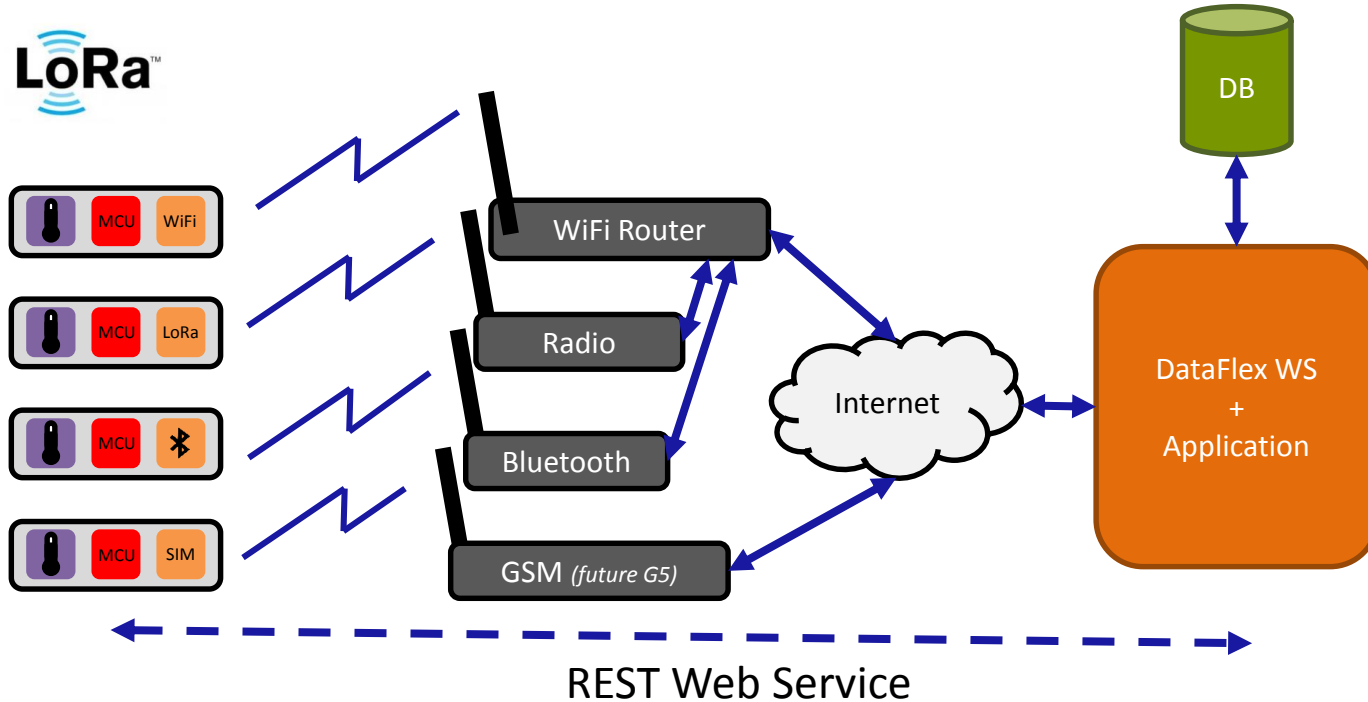 LoRa™
DB
MCU WiFi
WiFi Router
MCU LoRa
Radio
Internet
DataFlex WS
+
Application
MCU
Bluetooth
MCU SIM
GSM (future G5)
REST Web Service